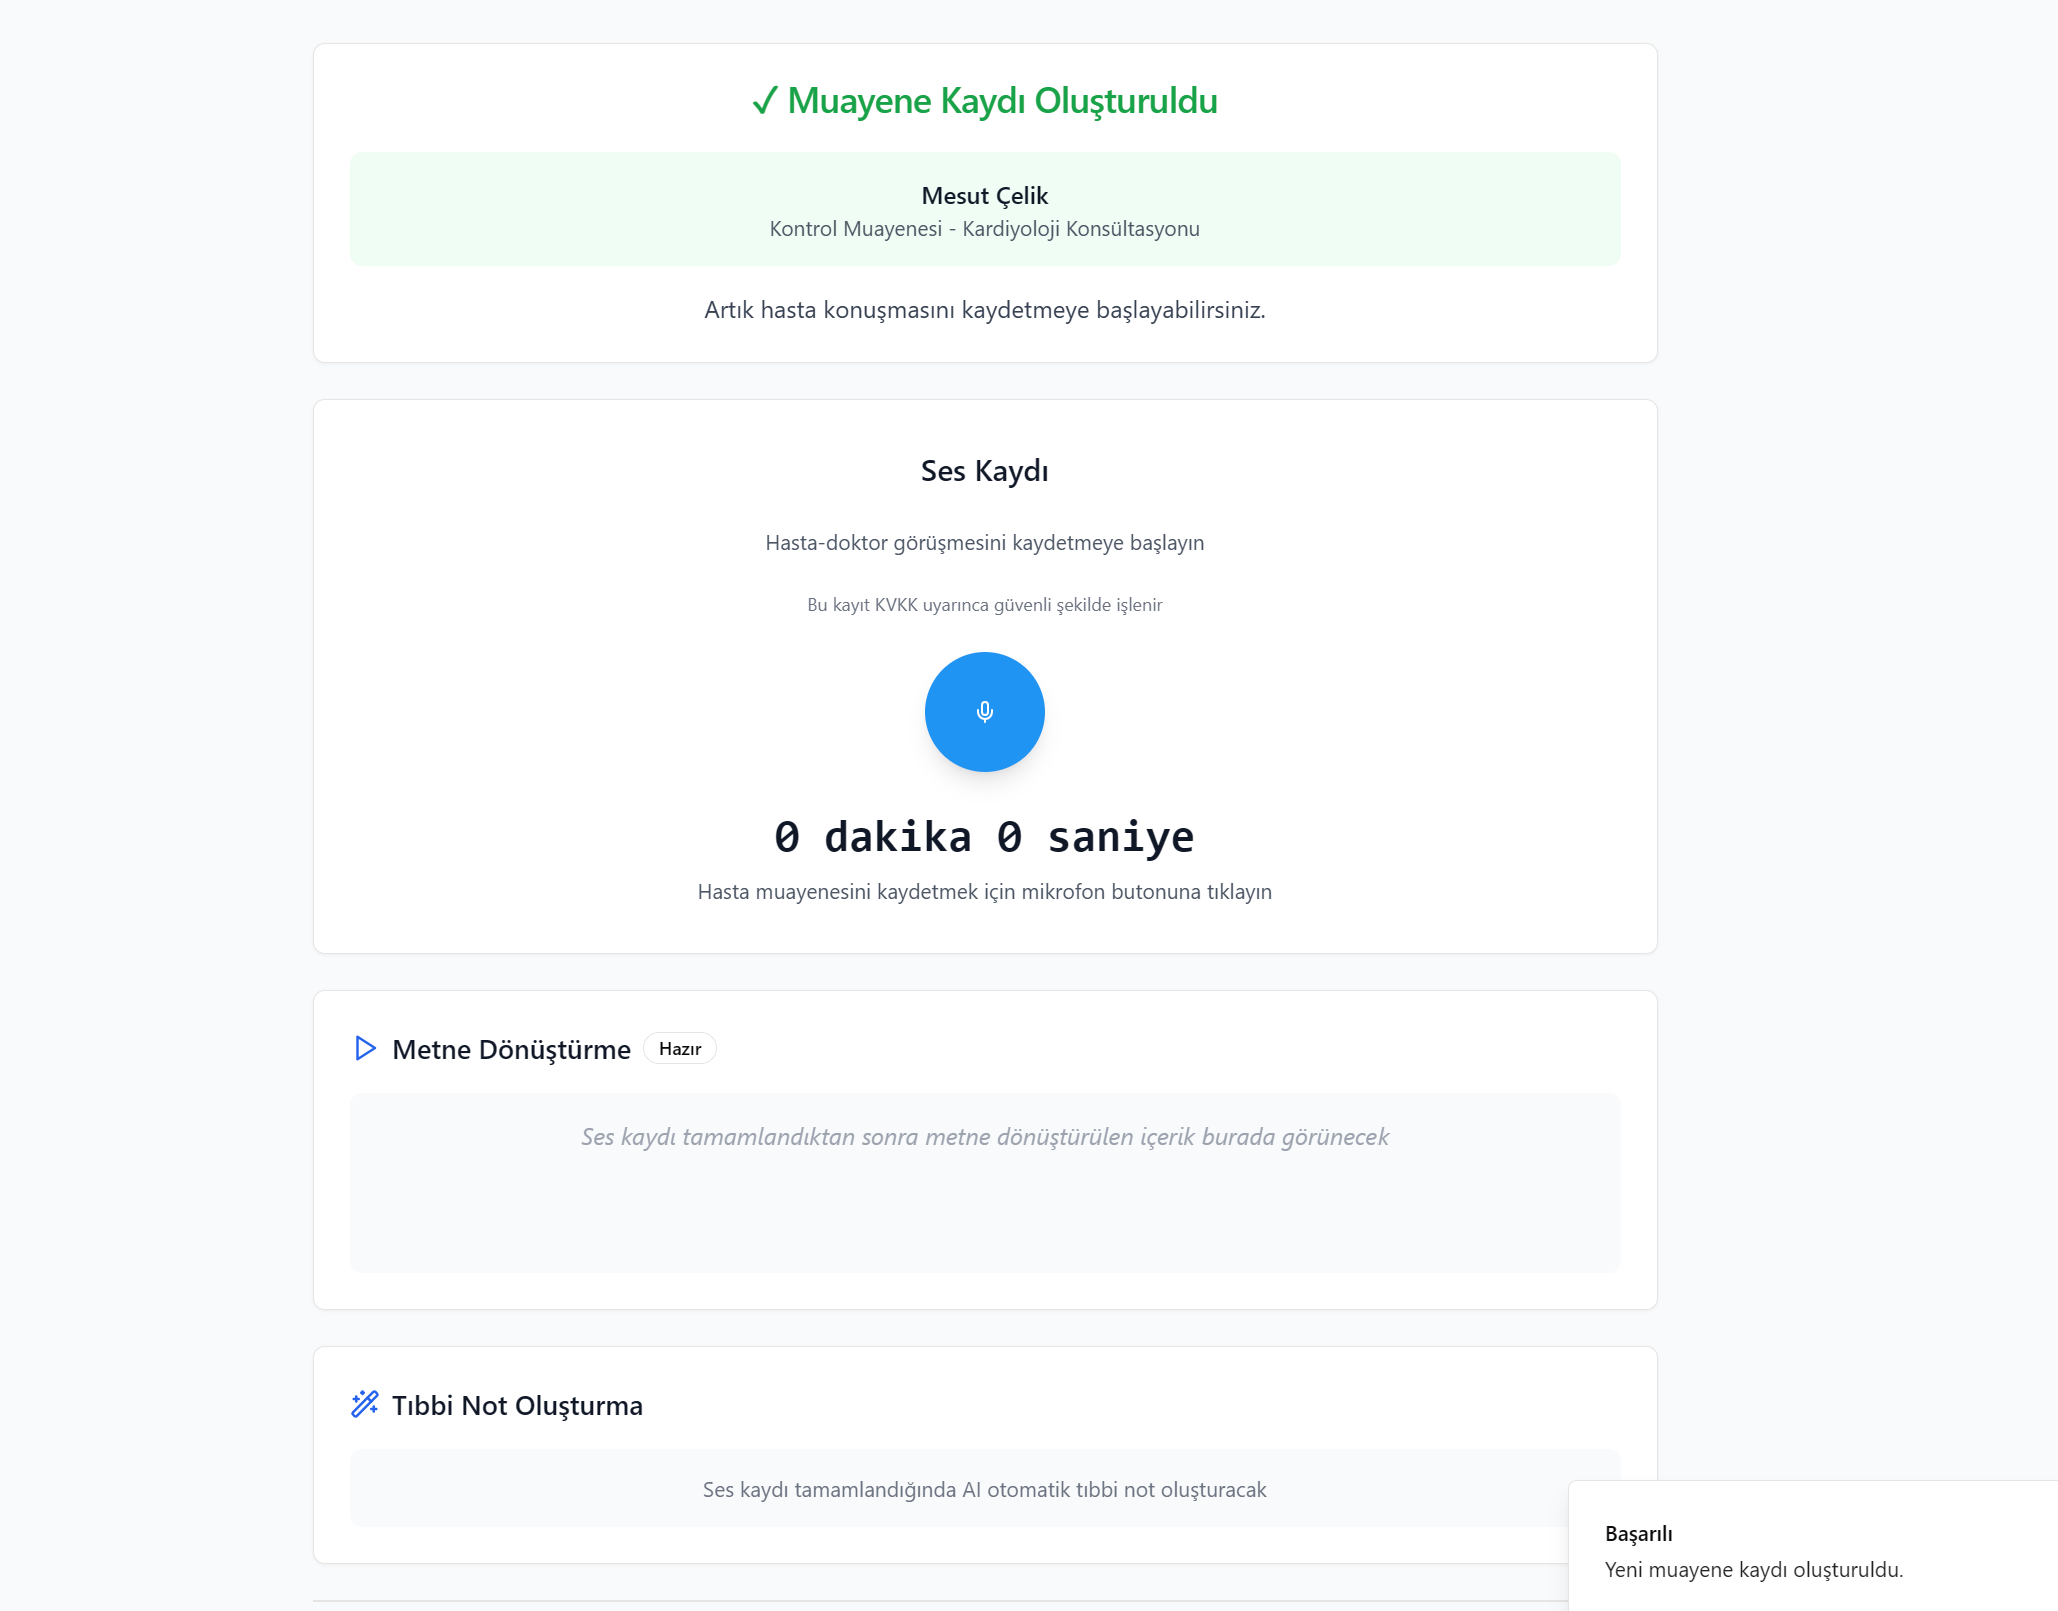 ✓ Muayene Kaydı Oluşturuldu
Mesut Çelik
Kontrol Muayenesi - Kardiyoloji Konsültasyonu
Artık hasta konuşmasını kaydetmeye başlayabilirsiniz.
Ses Kaydı
Hasta-doktor görüşmesini kaydetmeye başlayın
Bu kayıt KVKK uyarınca güvenli şekilde işlenir
0 dakika 0 saniye
Hasta muayenesini kaydetmek için mikrofon butonuna tıklayın
Metne Dönüştürme Hazır
Ses kaydı tamamlandıktan sonra metne dönüştürülen içerik burada görünecek
Tıbbi Not Oluşturma
Ses kaydı tamamlandığında AI otomatik tıbbi not oluşturacak
Başarılı
Yeni muayene kaydı oluşturuldu.